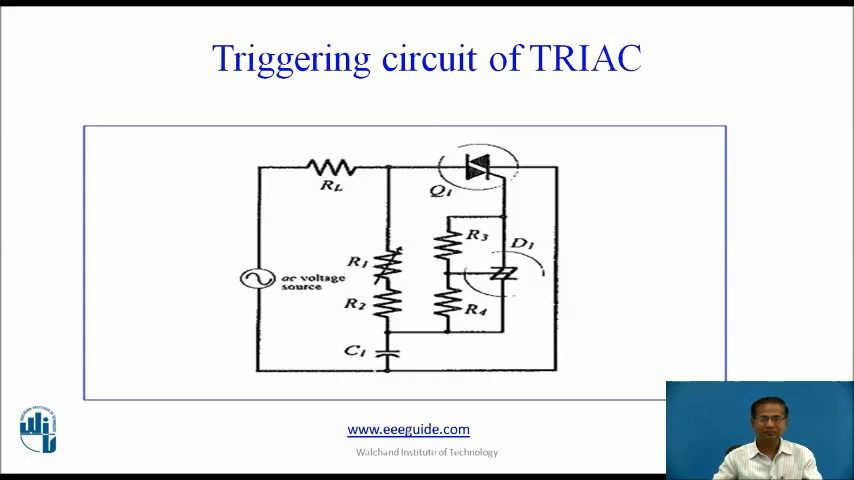 Triggering circuit of TRIAC
RL
Q1
R1
R3
D1
ac voltage
source
R2
R4
C1
www.eeeguide.com
Walchand Institute of Technology